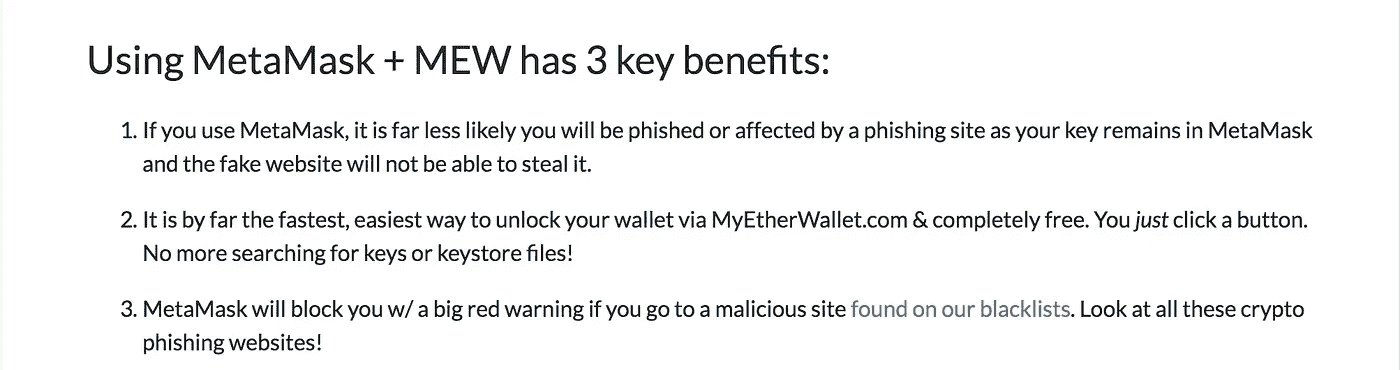 Using MetaMask + MEW has 3 key benefits:
1. If you use MetaMask, it is far less likely you will be phished or affected by a phishing site as your key remains in MetaMask
and the fake website will not be able to steal it.
2. It is by far the fastest, easiest way to unlock your wallet via MyEtherWallet.com & completely free. You just click a button.
No more searching for keys or keystore files!
3. MetaMask will block you w/ a big red warning if you go to a malicious site found on our blacklists. Look at all these crypto
phishing websites!